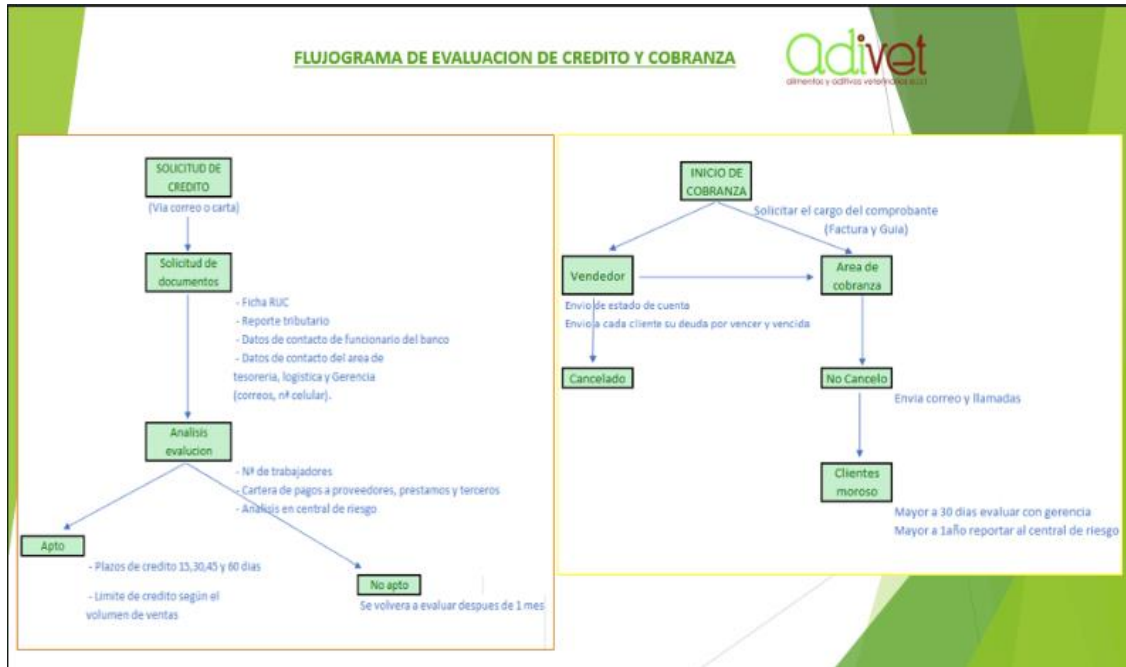 FLUJOGRAMA DE EVALUACION DE CREDITO Y COBRANZA
adivet
alimentos y aditivos veterinarios e.i.r.l
SOLICITUD DE
CREDITO
(Via correo o carta)
Solicitud de
documentos
- Ficha RUC
- Reporte tributario
- Datos de contacto de funcionario del banco
- Datos de contacto del area de
tesoreria, logistica y Gerencia
(correos, nº celular).
Analisis
evalucion
- Nº de trabajadores
- Cartera de pagos a proveedores, prestamos y terceros
- Analisis en central de riesgo
Apto
- Plazos de credito 15,30,45 y 60 dias
- Limite de credito según el
volumen de ventas
No apto
Se volvera a evaluar despues de 1 mes
INICIO DE
COBRANZA
Solicitar el cargo del comprobante
(Factura y Guia)
Vendedor
Area de
cobranza
Envio de estado de cuenta
Envio a cada cliente su deuda por vencer y vencida
Cancelado
No Cancelo
Envia correo y llamadas
Clientes
moroso
Mayor a 30 dias evaluar con gerencia
Mayor a 1año reportar al central de riesgo